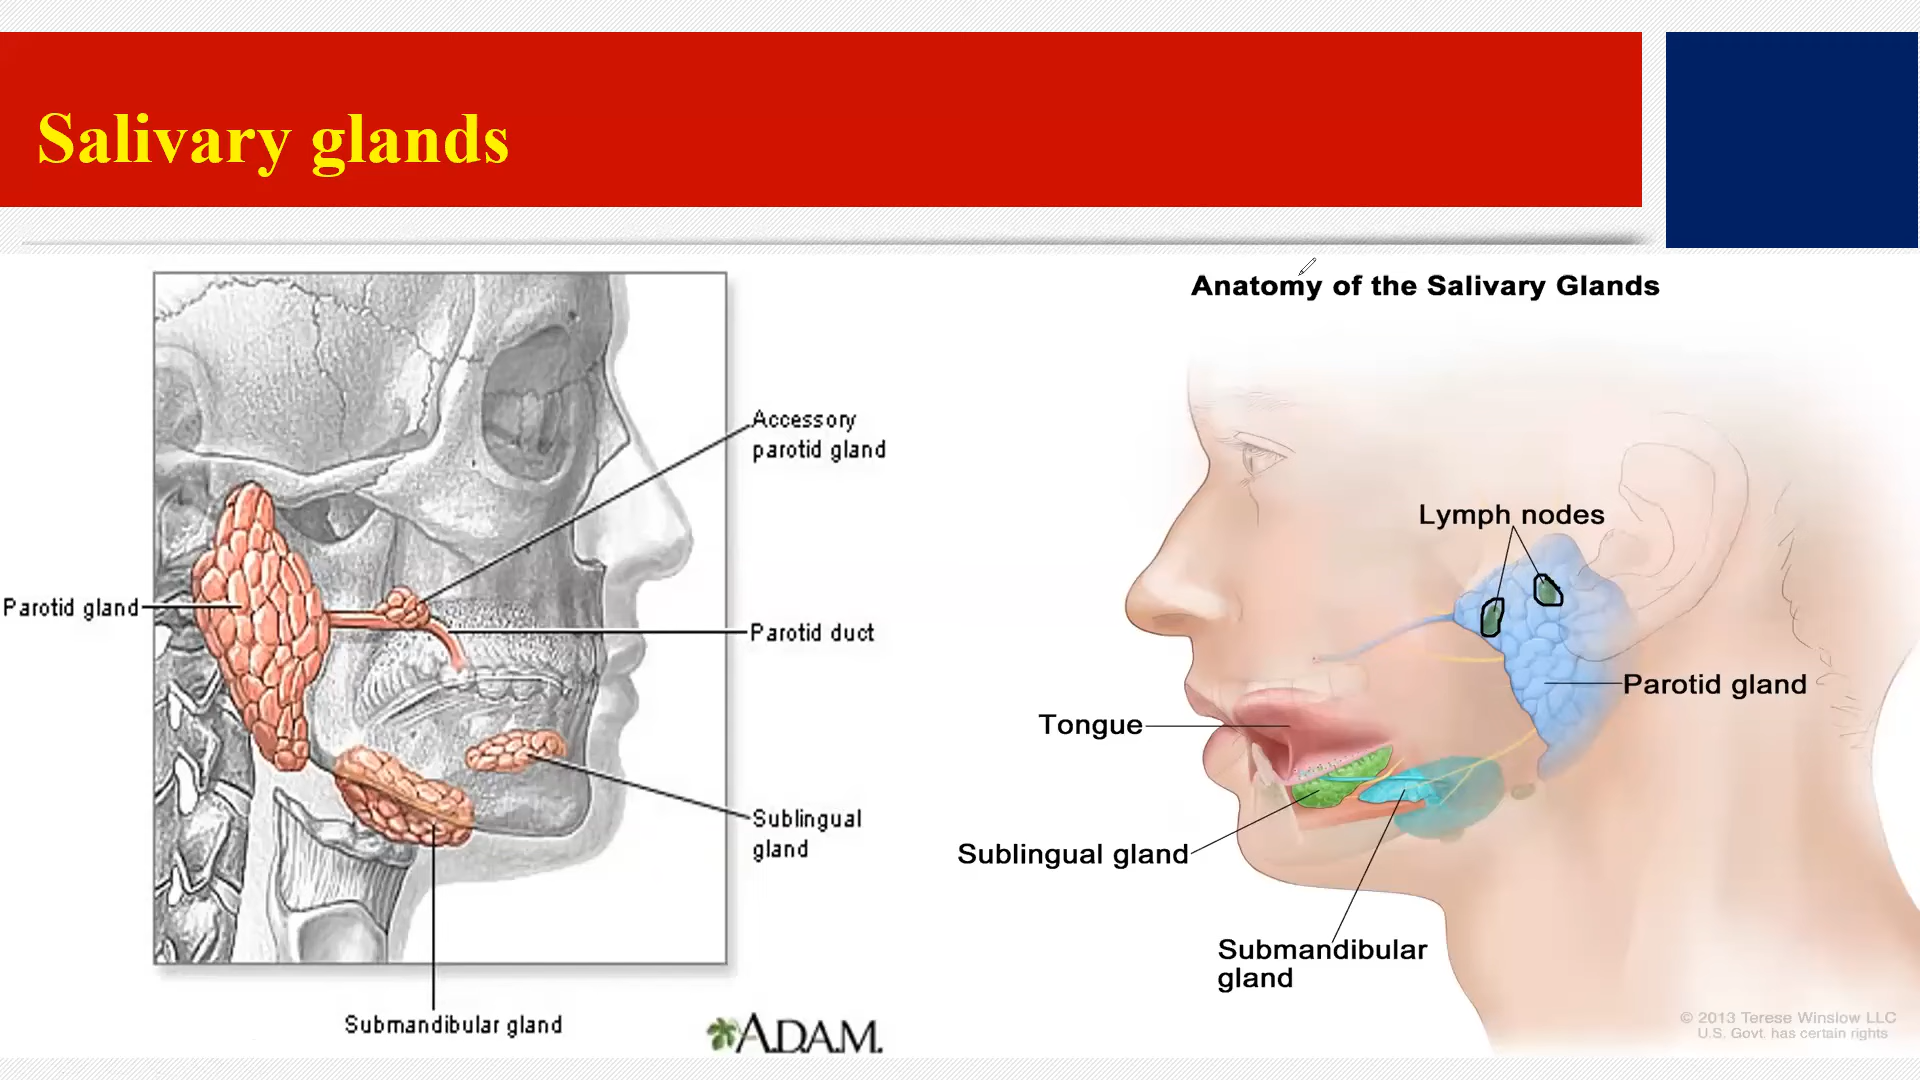 Salivary glands
Accessory
parotid gland
Parotid gland
Parotid duct
Sublingual
gland
Submandibular gland
A.D.A.M.
Anatomy of the Salivary Glands
Lymph nodes
Parotid gland
Tongue
Sublingual gland
Submandibular
gland
© 2013 Terese Winslow LLC
U.S. Govt. has certain rights